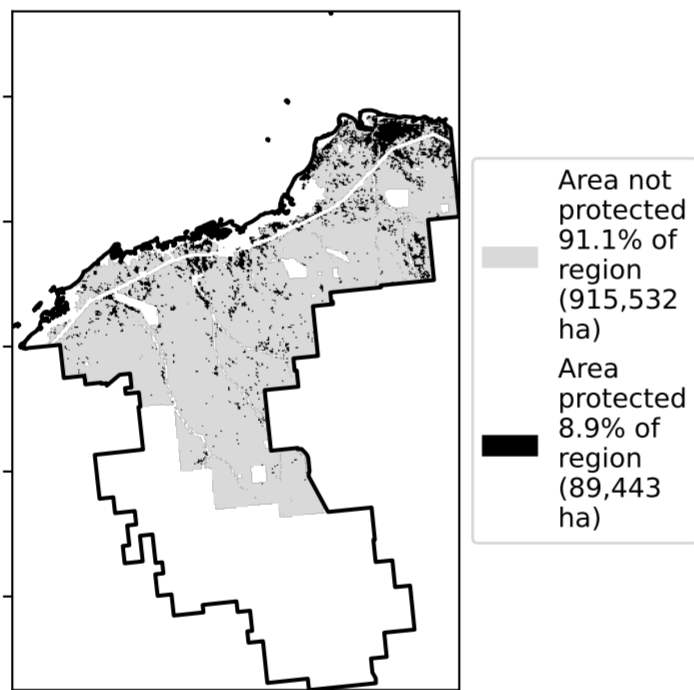 Area not
protected
91.1% of
region
(915,532
ha)
Area
protected
8.9% of
region
(89,443
ha)